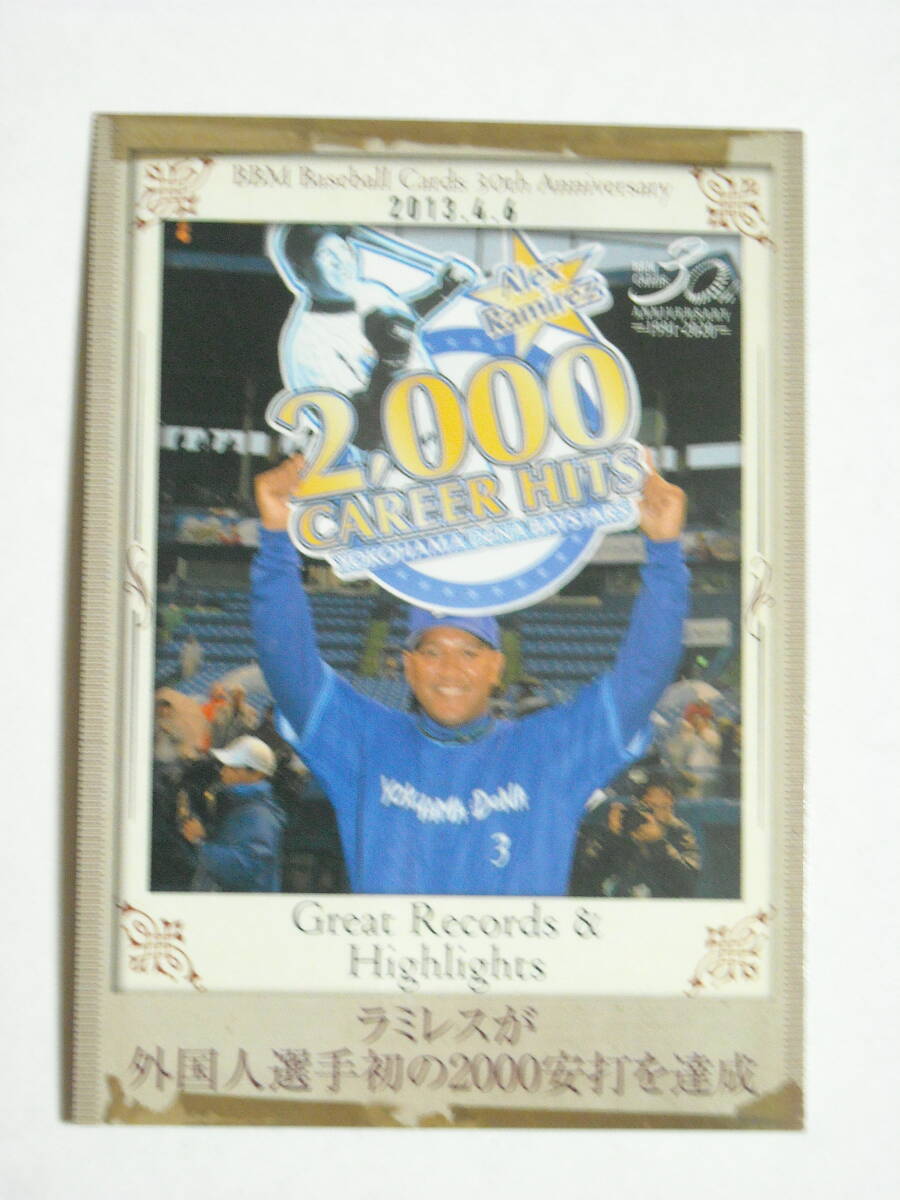 BBM Baseball Cards 30th Anniversary
2013.4.6
Alex
Ramirez
30
ANNIVERSARY
1991-2020
2,000
CAREER HITS
YOKOHAMA DeNA BAYSTARS
YOKOHAMA DeNA
3
Great Records &
Highlights
ラミレスが
外国人選手初の2000安打を達成